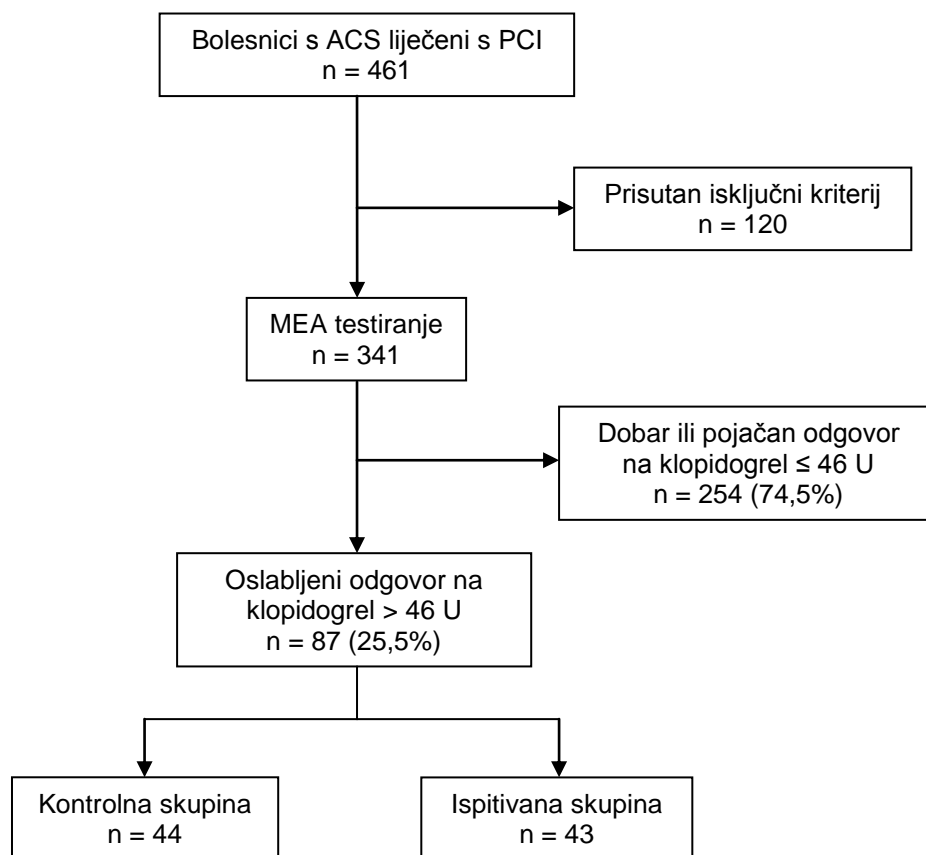 Bolesnici s ACS liječeni s PCI
n = 461
Prisutan isključni kriterij
n = 120
MEA testiranje
n = 341
Dobar ili pojačan odgovor
na klopidogrel ≤ 46 U
n = 254 (74,5%)
Oslabljeni odgovor na
klopidogrel > 46 U
n = 87 (25,5%)
Kontrolna skupina
n = 44
Ispitivana skupina
n = 43